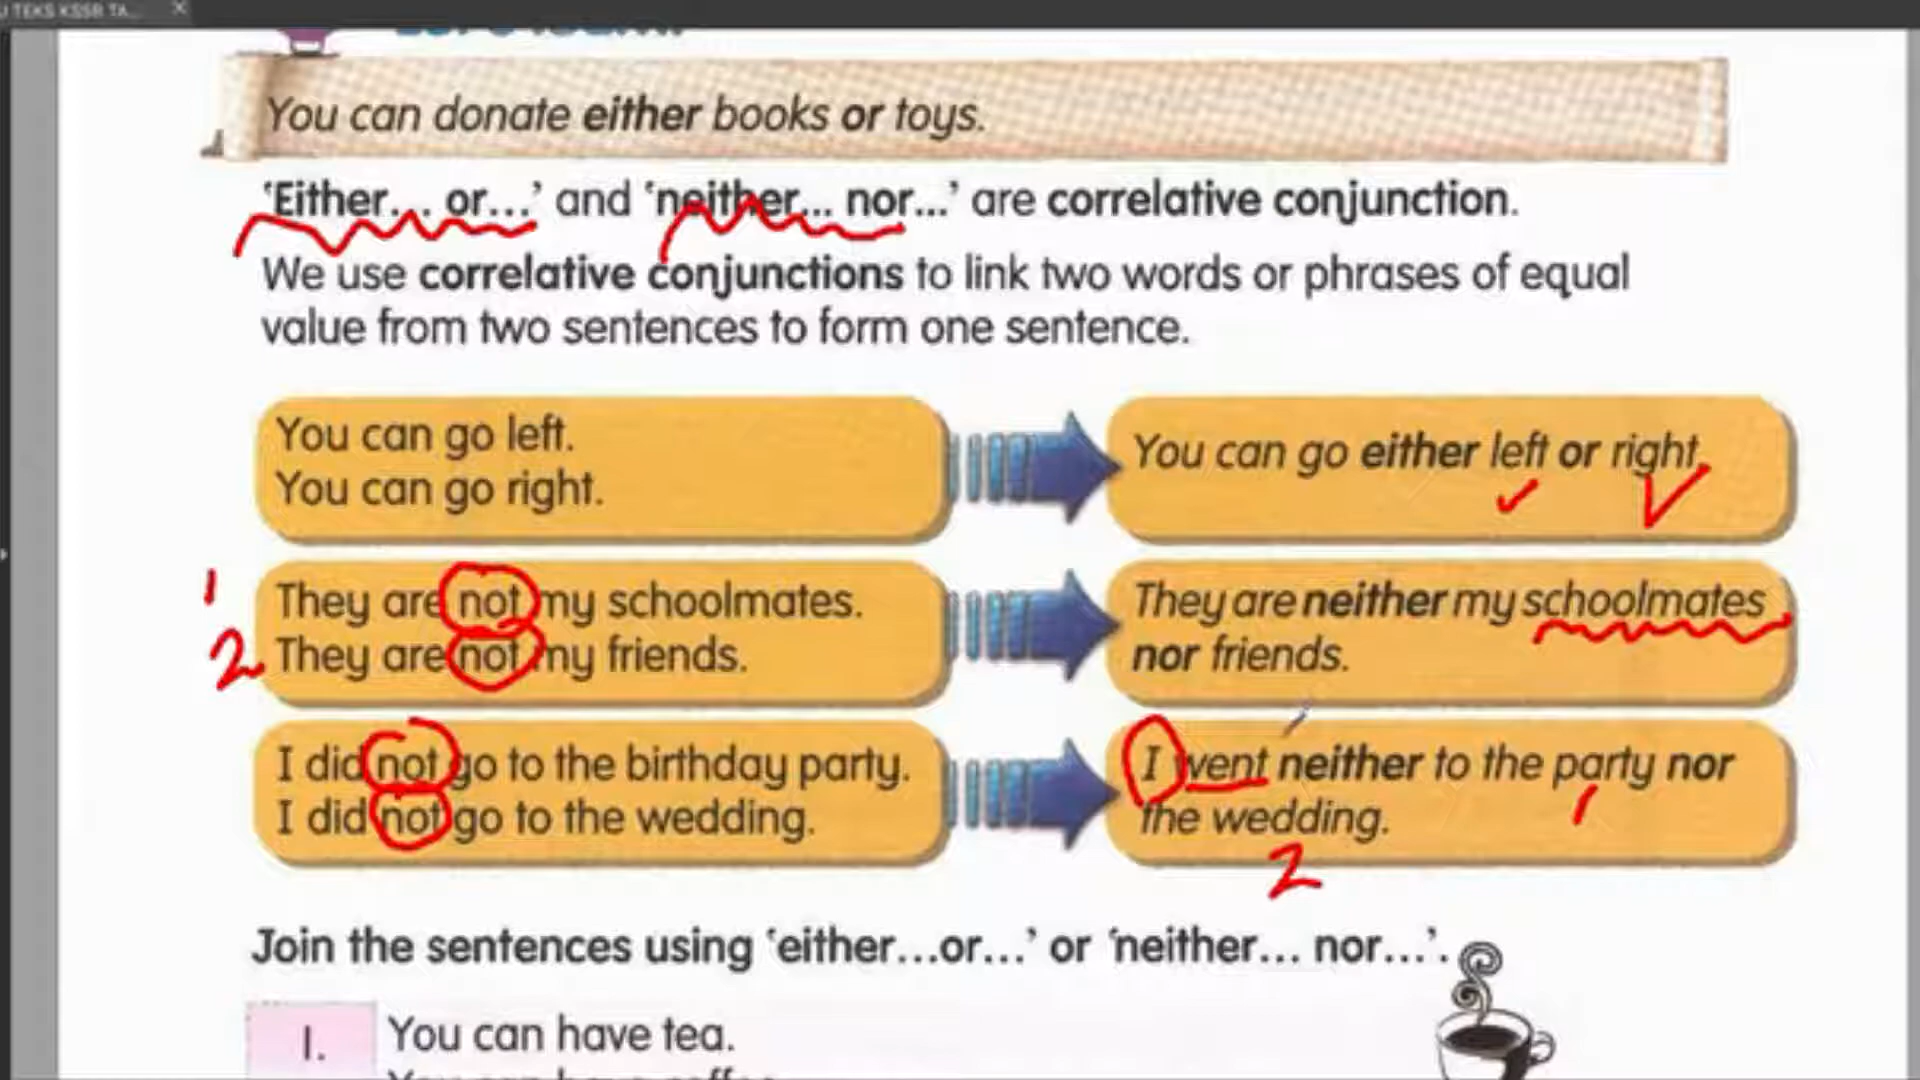 U TEKS KSSR TA...
You can donate either books or toys.
'Either... or...' and 'neither... nor...' are correlative conjunction.
We use correlative conjunctions to link two words or phrases of equal
value from two sentences to form one sentence.
You can go left.
You can go right.
You can go either left or right.
1
They are not my schoolmates.
2
They are not my friends.
They are neither my schoolmates
nor friends.
I did not go to the birthday party.
I did not go to the wedding.
I went neither to the party nor
the wedding.
1
2
Join the sentences using 'either...or...' or 'neither... nor...'.
1.
You can have tea.